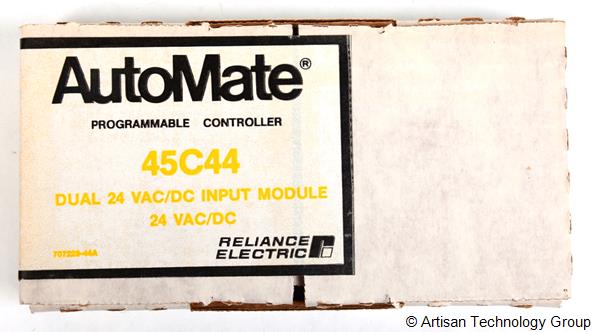 AutoMate®
PROGRAMMABLE CONTROLLER
45C44
DUAL 24 VAC/DC INPUT MODULE
24 VAC/DC
RELIANCE
ELECTRIC
707223-44A
© Artisan Technology Group